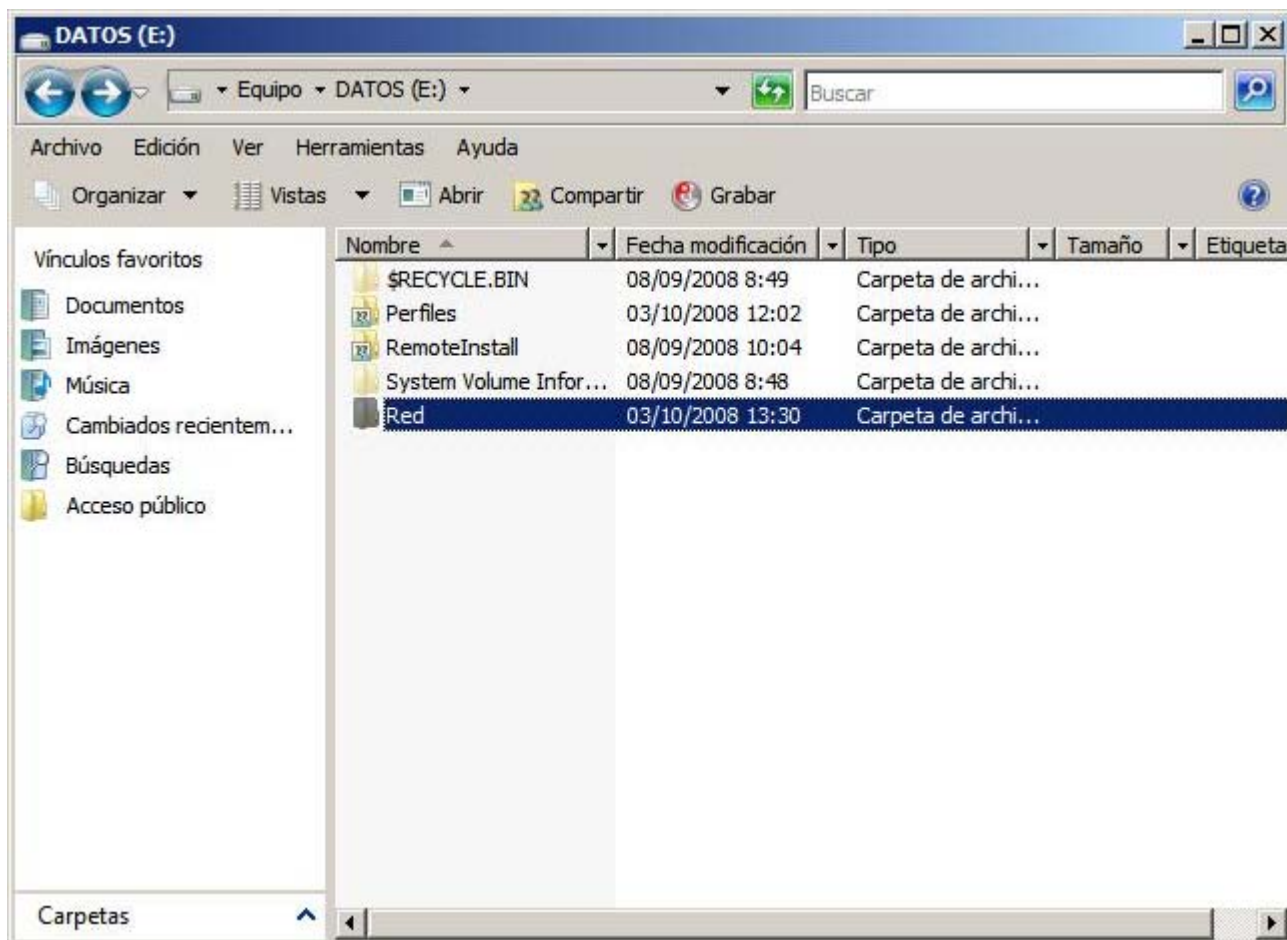 DATOS (E:)
Equipo DATOS (E:) Buscar
Archivo Edición Ver Herramientas Ayuda
Organizar Vistas Abrir Compartir Grabar
Vínculos favoritos
Documentos
Imágenes
Música
Cambiados recientem...
Búsquedas
Acceso público
Carpetas
Nombre Fecha modificación Tipo Tamaño Etiqueta
$RECYCLE.BIN 08/09/2008 8:49 Carpeta de archi...
Perfiles 03/10/2008 12:02 Carpeta de archi...
RemoteInstall 08/09/2008 10:04 Carpeta de archi...
System Volume Infor... 08/09/2008 8:48 Carpeta de archi...
Red 03/10/2008 13:30 Carpeta de archi...